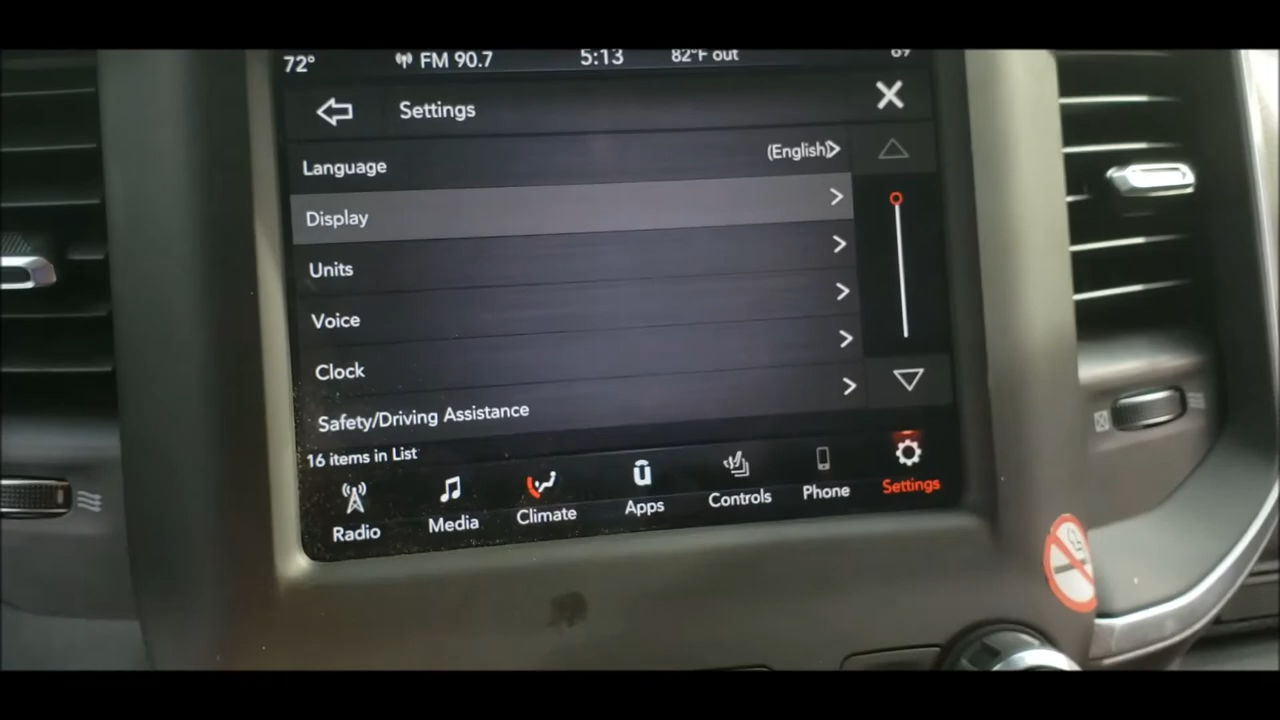 72° FM 90.7 5:13 82°F out 69°
Settings
Language (English)
Display
Units
Voice
Clock
Safety/Driving Assistance
16 items in List
Radio Media Climate Apps Controls Phone Settings